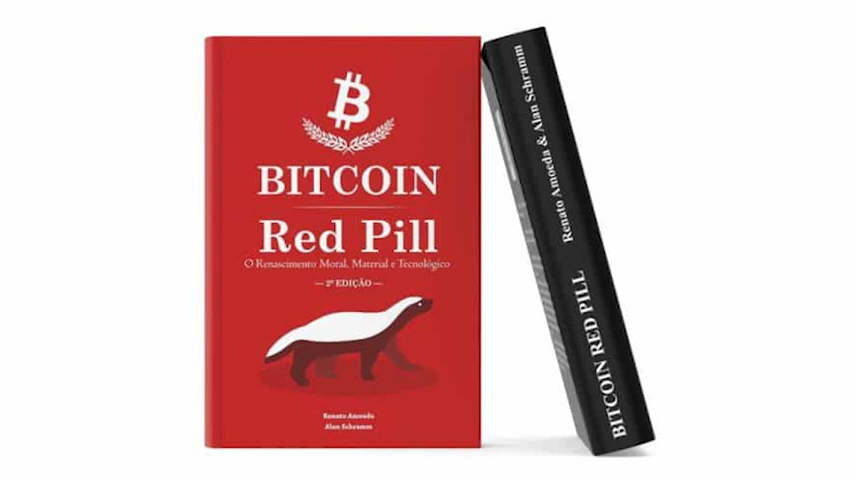 BITCOIN
Red Pill
O Renascimento Moral, Material e Tecnológico
— 2ª EDIÇÃO —
Renato Amoedo
Alan Schramm
BITCOIN RED PILL Renato Amoeda & Alan Schramm